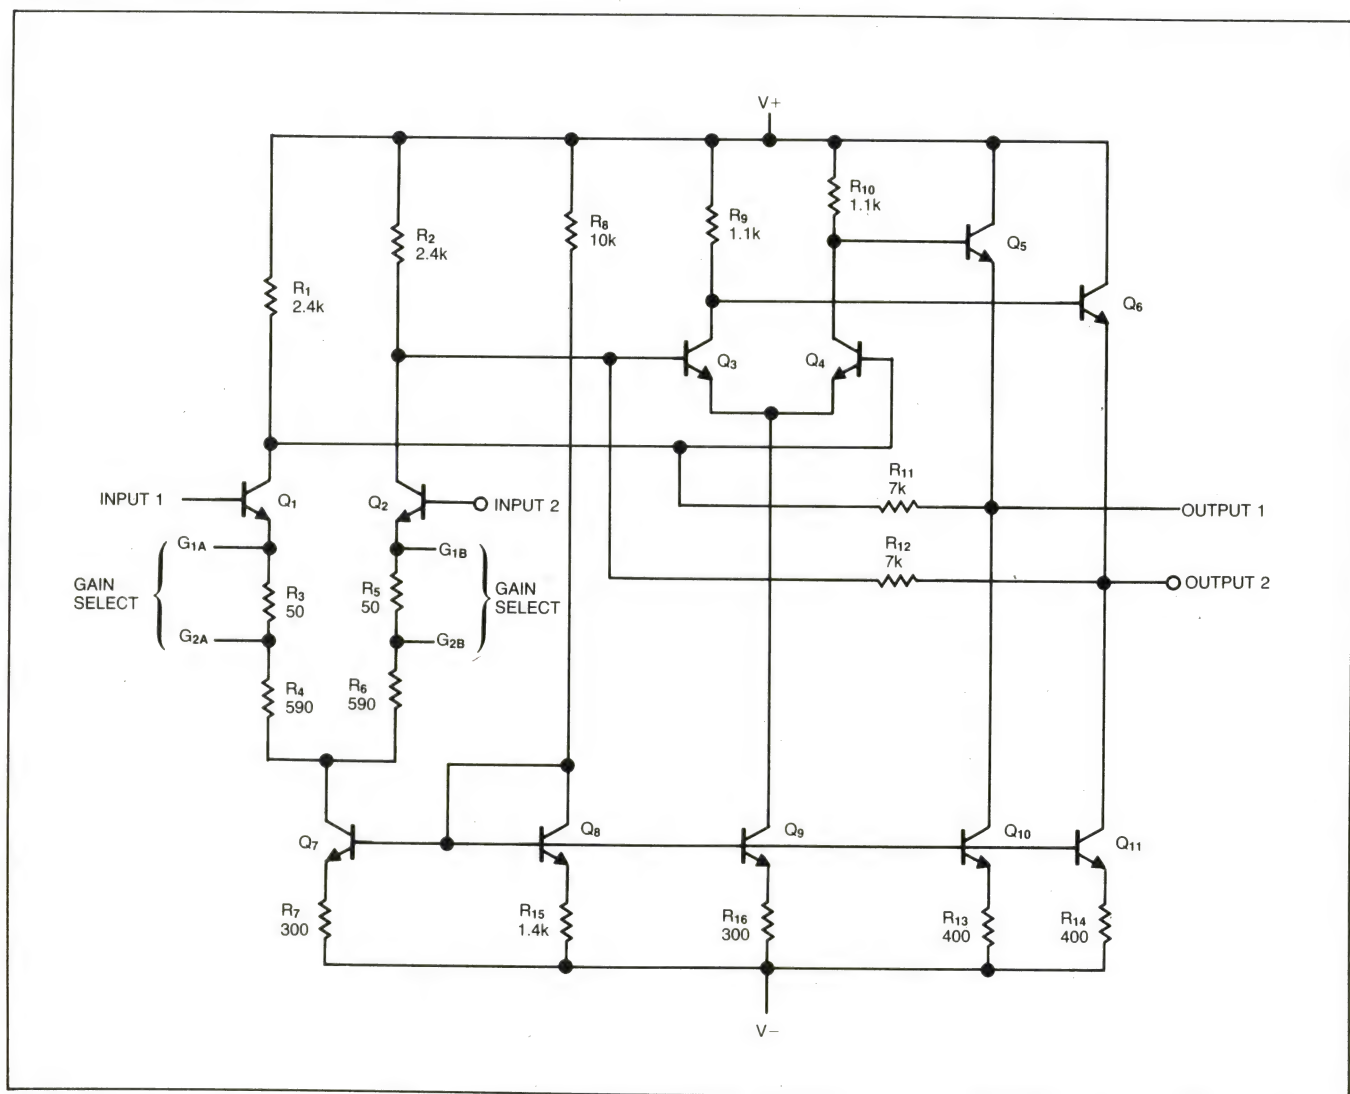 V+
R10
1.1k
R9
1.1k
R8
10k
R2
2.4k
R1
2.4k
Q5
Q6
Q3
Q4
R11
7k
INPUT 1
Q1
Q2
INPUT 2
OUTPUT 1
R12
7k
G1A
G1B
GAIN
SELECT
R3
50
R5
50
GAIN
SELECT
OUTPUT 2
G2A
G2B
R4
590
R6
590
Q7
Q8
Q9
Q10
Q11
R7
300
R15
1.4k
R16
300
R13
400
R14
400
V−